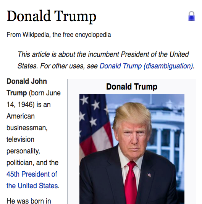 Donald Trump
From Wikipedia, the free encyclopedia
This article is about the incumbent President of the United
States. For other uses, see Donald Trump (disambiguation).
Donald John
Trump (born June
14, 1946) is an
American
businessman,
television
personality,
politician, and the
45th President of
the United States.
He was born in
Donald Trump